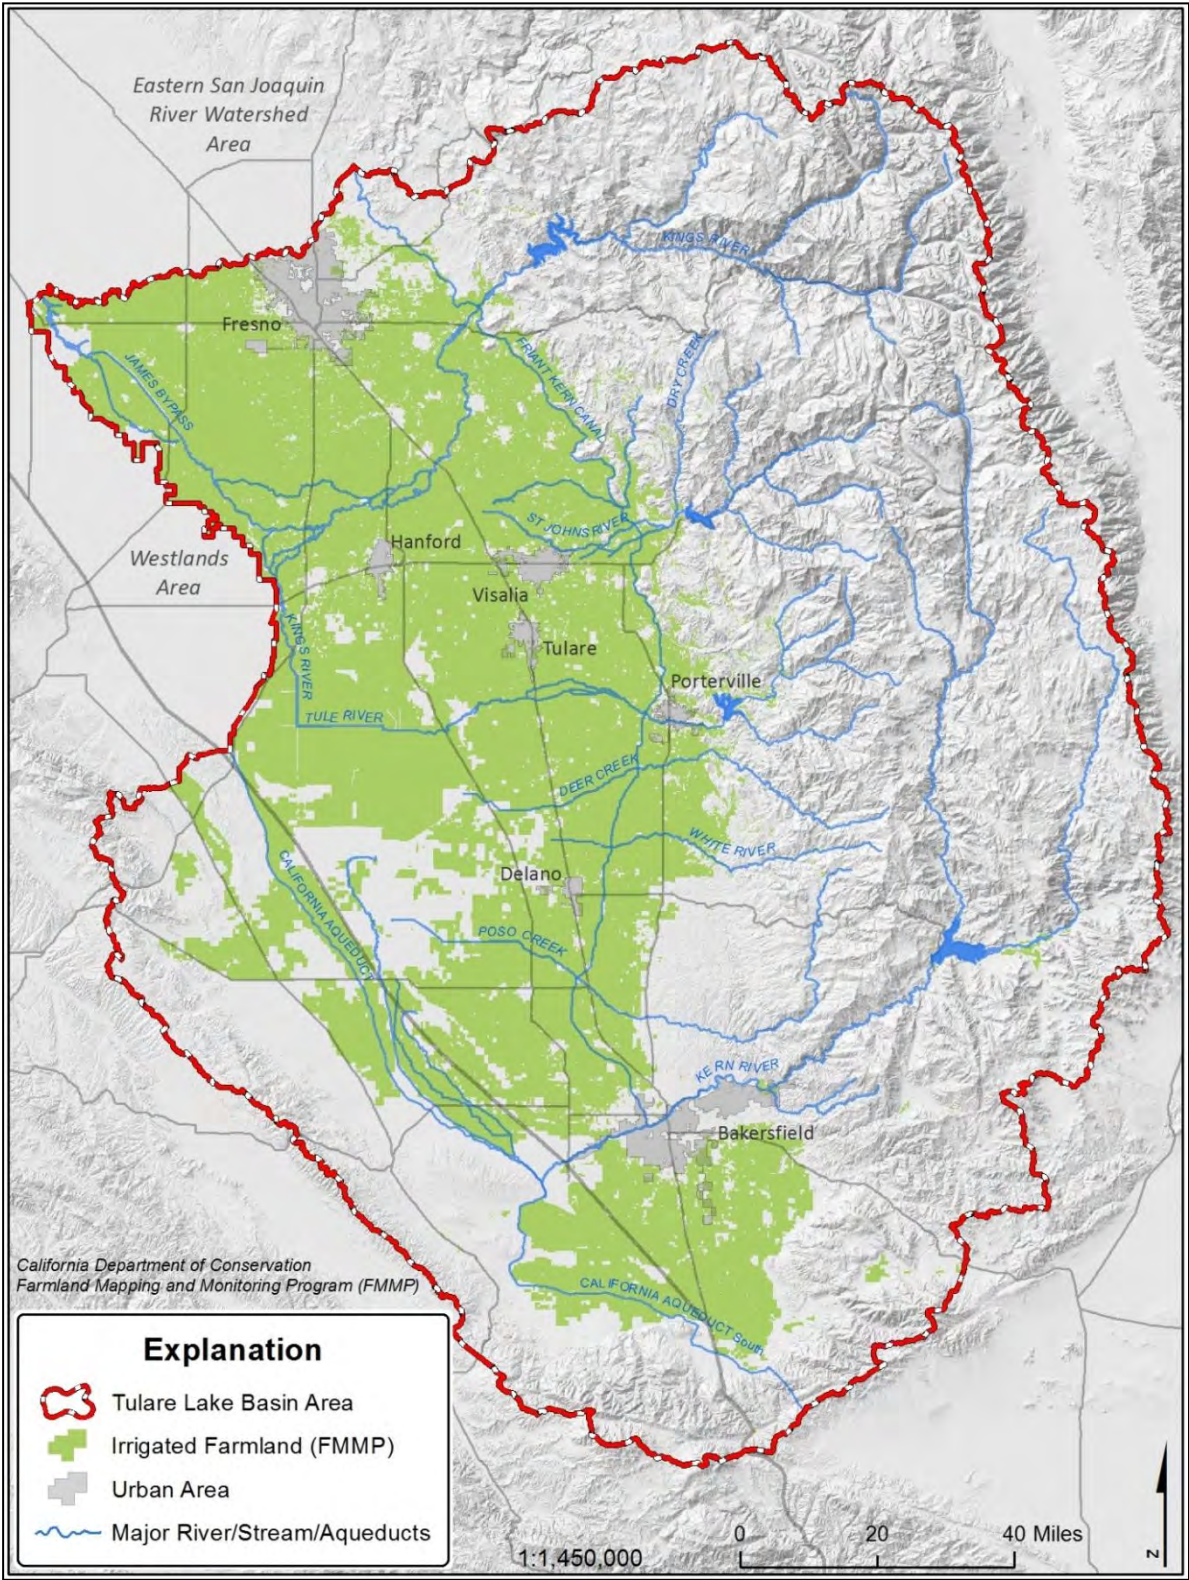 Eastern San Joaquin
River Watershed
Area
KINGS RIVER
Fresno
FRIANT KERN CANAL
DRY CREEK
JAMES BYPASS
ST JOHNS RIVER
Hanford
Westlands
Area
Visalia
KINGS RIVER
Tulare
Porterville
TULE RIVER
DEER CREEK
WHITE RIVER
CALIFORNIA AQUEDUCT
Delano
POSO CREEK
KERN RIVER
Bakersfield
California Department of Conservation
Farmland Mapping and Monitoring Program (FMMP)
CALIFORNIA AQUEDUCT South
Explanation
Tulare Lake Basin Area
Irrigated Farmland (FMMP)
Urban Area
Major River/Stream/Aqueducts
0 20 40 Miles
1:1,450,000
N